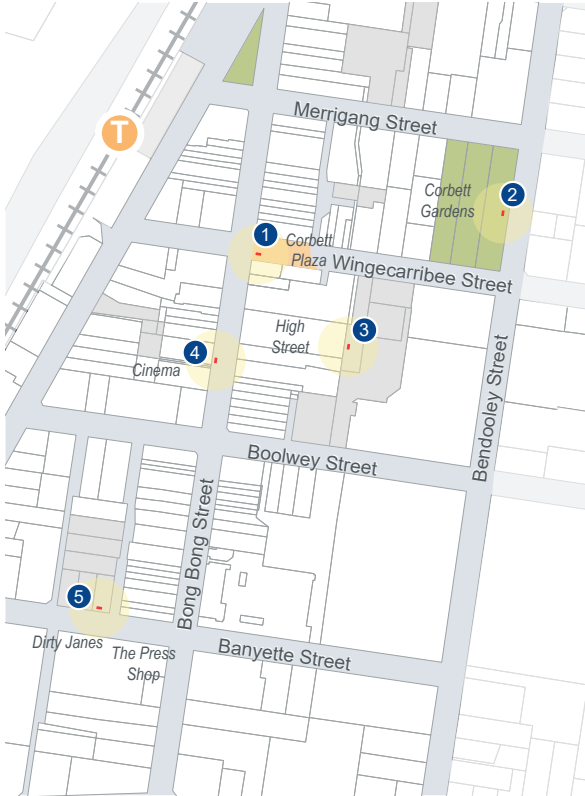 T
Merrigang Street
2
Corbett
Gardens
1
Corbett
Plaza
Wingecarribee Street
High
Street
3
4
Cinema
Bendooley Street
Boolwey Street
Bong Bong Street
5
Dirty Janes
The Press
Shop
Banyette Street